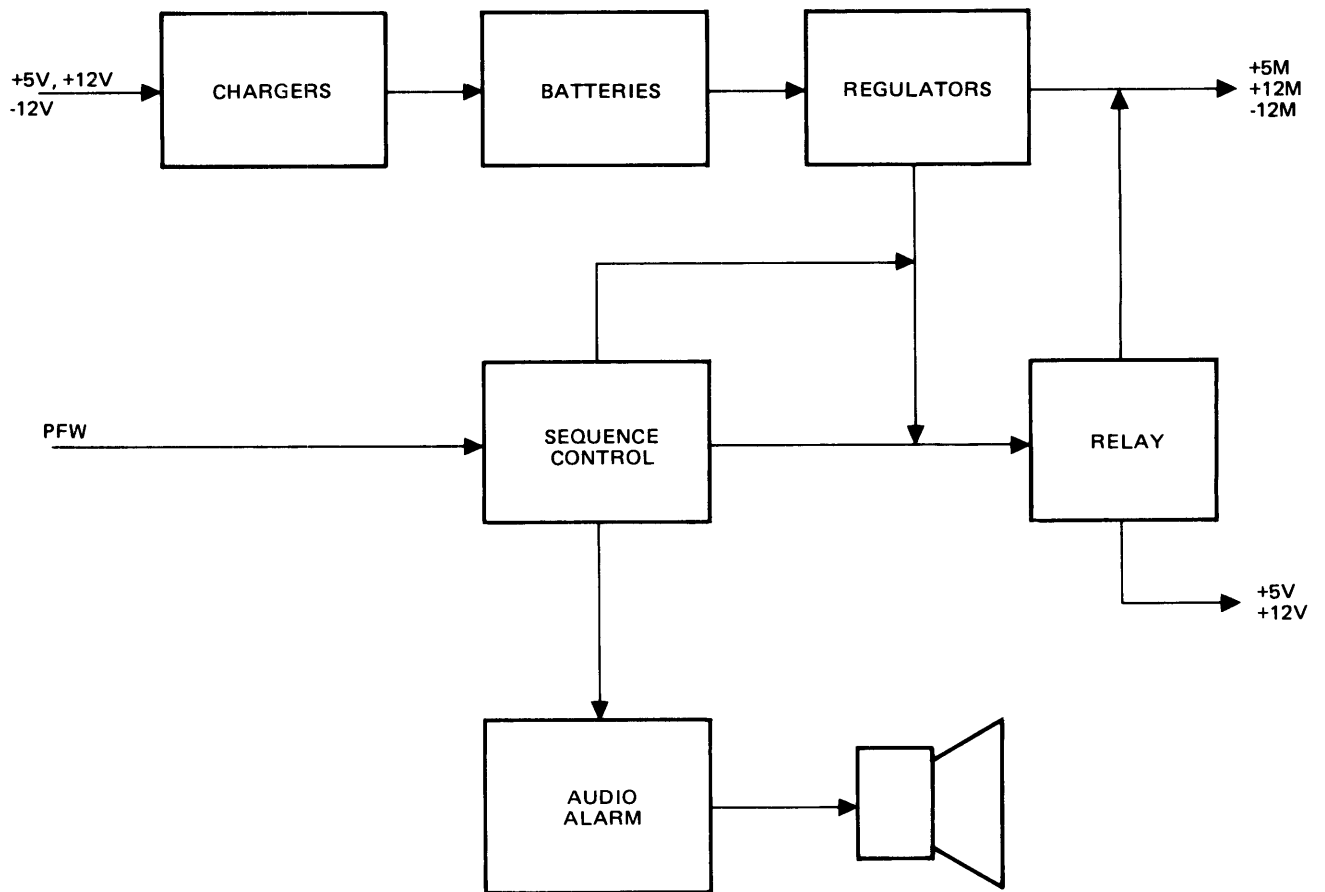 +5V, +12V
-12V
CHARGERS
BATTERIES
REGULATORS
+5M
+12M
-12M
PFW
SEQUENCE
CONTROL
RELAY
+5V
+12V
AUDIO
ALARM